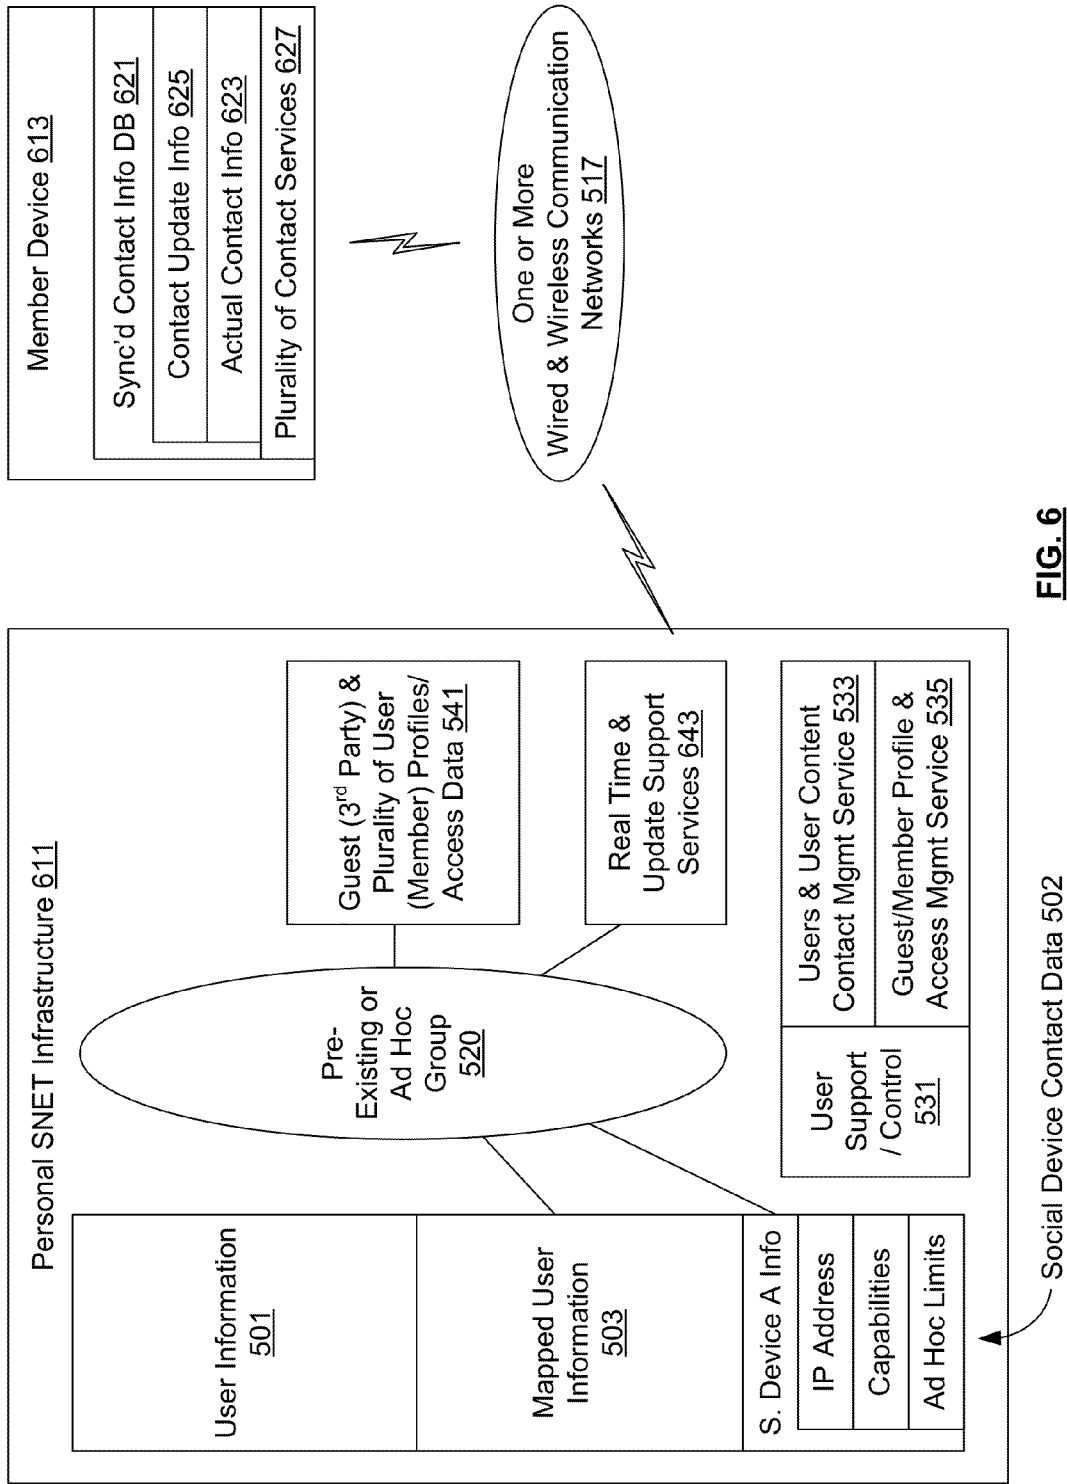 Personal SNET Infrastructure 611
User Information
501
Mapped User
Information
503
S. Device A Info
IP Address
Capabilities
Ad Hoc Limits
Social Device Contact Data 502
Pre-
Existing or
Ad Hoc
Group
520
Guest (3rd Party) &
Plurality of User
(Member) Profiles/
Access Data 541
Real Time &
Update Support
Services 643
User
Support
/ Control
531
Users & User Content
Contact Mgmt Service 533
Guest/Member Profile &
Access Mgmt Service 535
Member Device 613
Sync'd Contact Info DB 621
Contact Update Info 625
Actual Contact Info 623
Plurality of Contact Services 627
One or More
Wired & Wireless Communication
Networks 517
FIG. 6